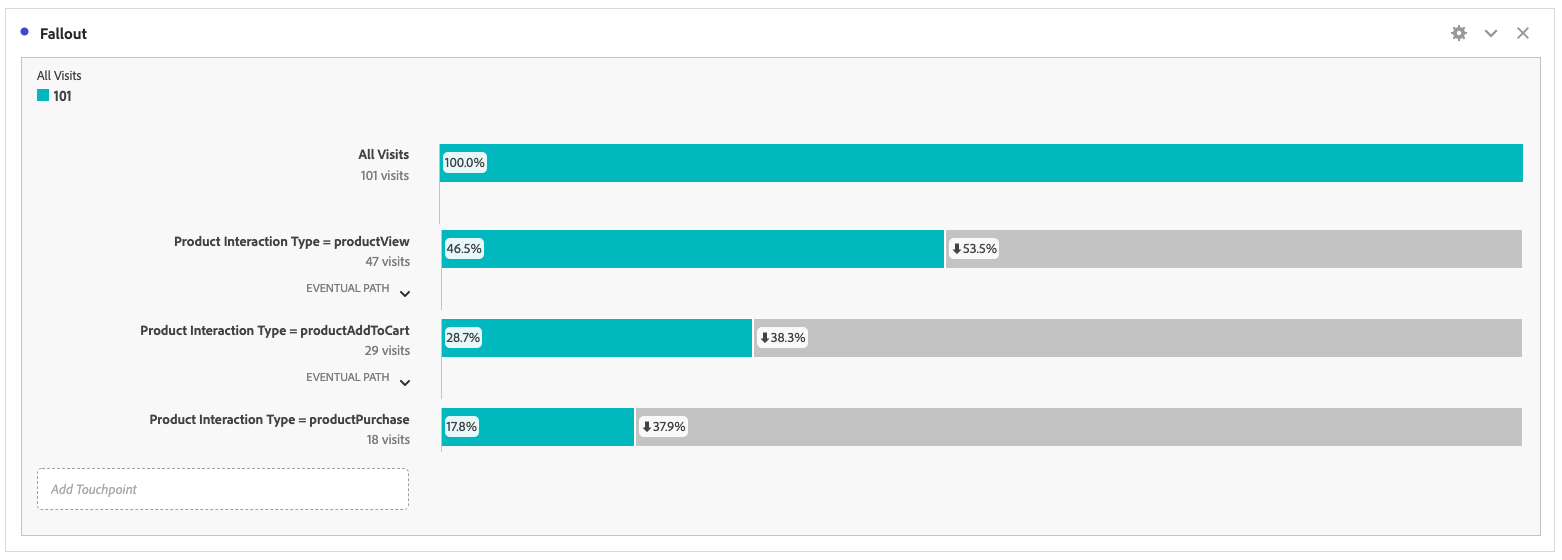 Fallout
All Visits
101
All Visits
101 visits
100.0%
Product Interaction Type = productView
47 visits
46.5%
53.5%
EVENTUAL PATH
Product Interaction Type = productAddToCart
29 visits
28.7%
38.3%
EVENTUAL PATH
Product Interaction Type = productPurchase
18 visits
17.8%
37.9%
Add Touchpoint